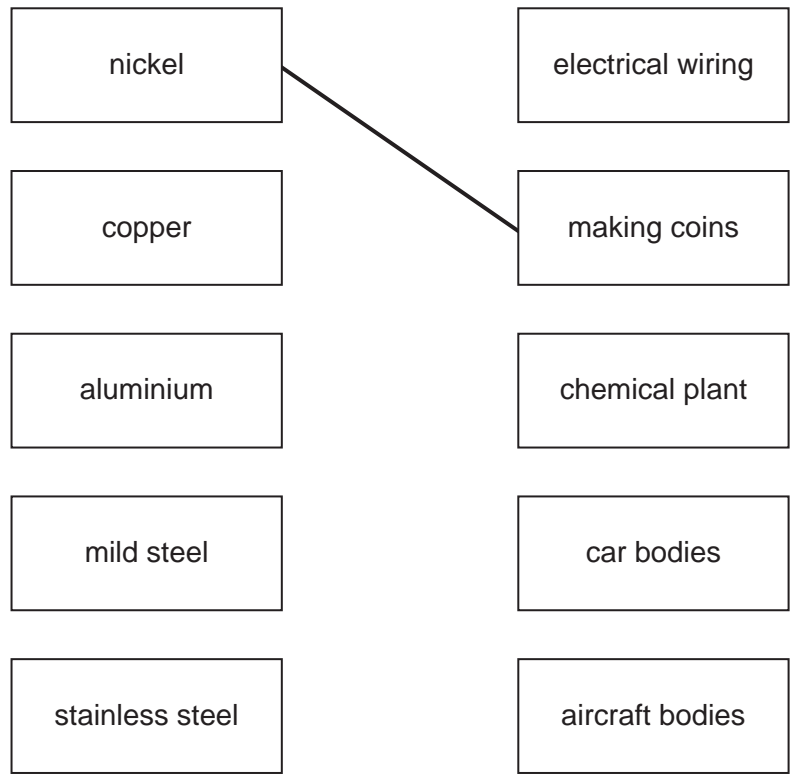 nickel
electrical wiring
copper
making coins
aluminium
chemical plant
mild steel
car bodies
stainless steel
aircraft bodies